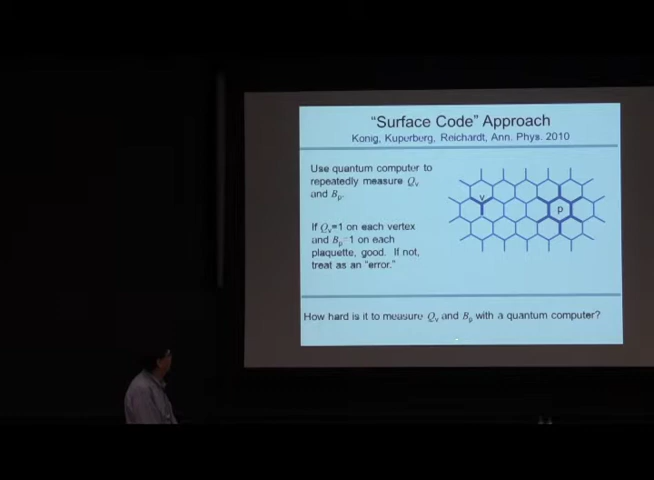 "Surface Code" Approach
Konig, Kuperberg, Reichardt, Ann. Phys. 2010
Use quantum computer to
repeatedly measure Qv
and Bp.
If Qv=1 on each vertex
and Bp=1 on each
plaquette, good. If not,
treat as an "error."
v
p
How hard is it to measure Qv and Bp with a quantum computer?